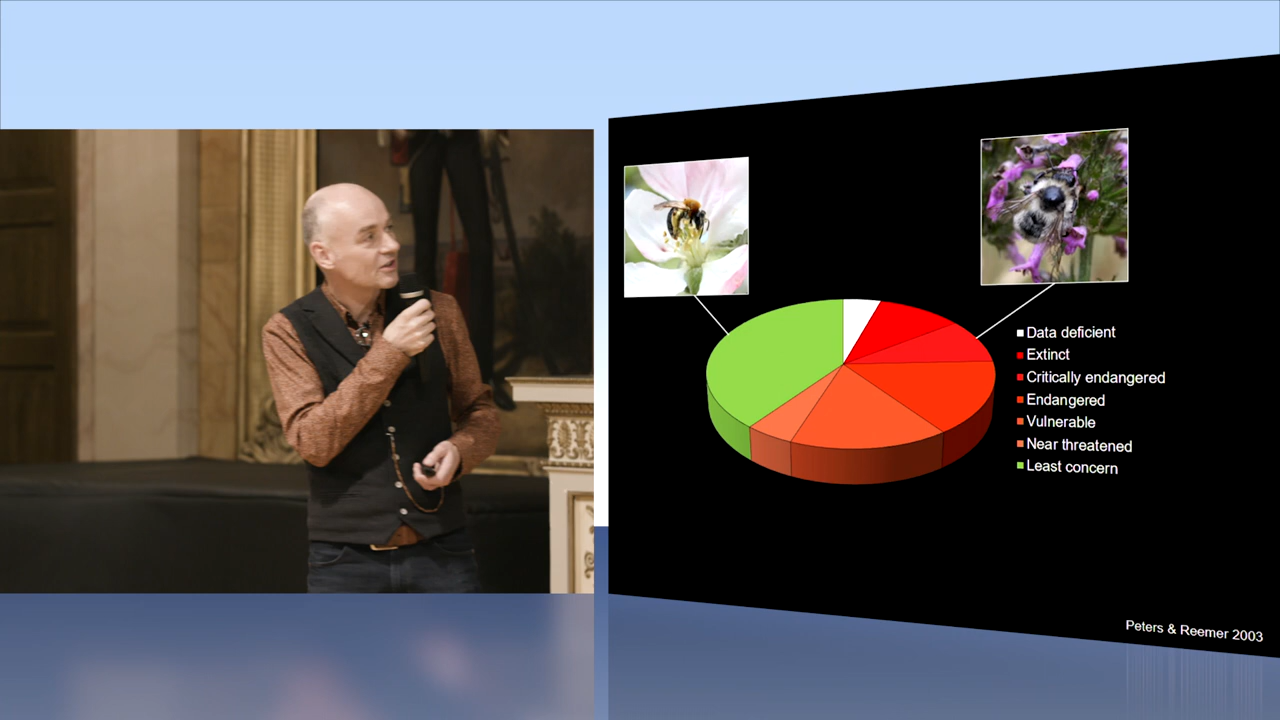 Data deficient
Extinct
Critically endangered
Endangered
Vulnerable
Near threatened
Least concern
Peters & Reemer 2003